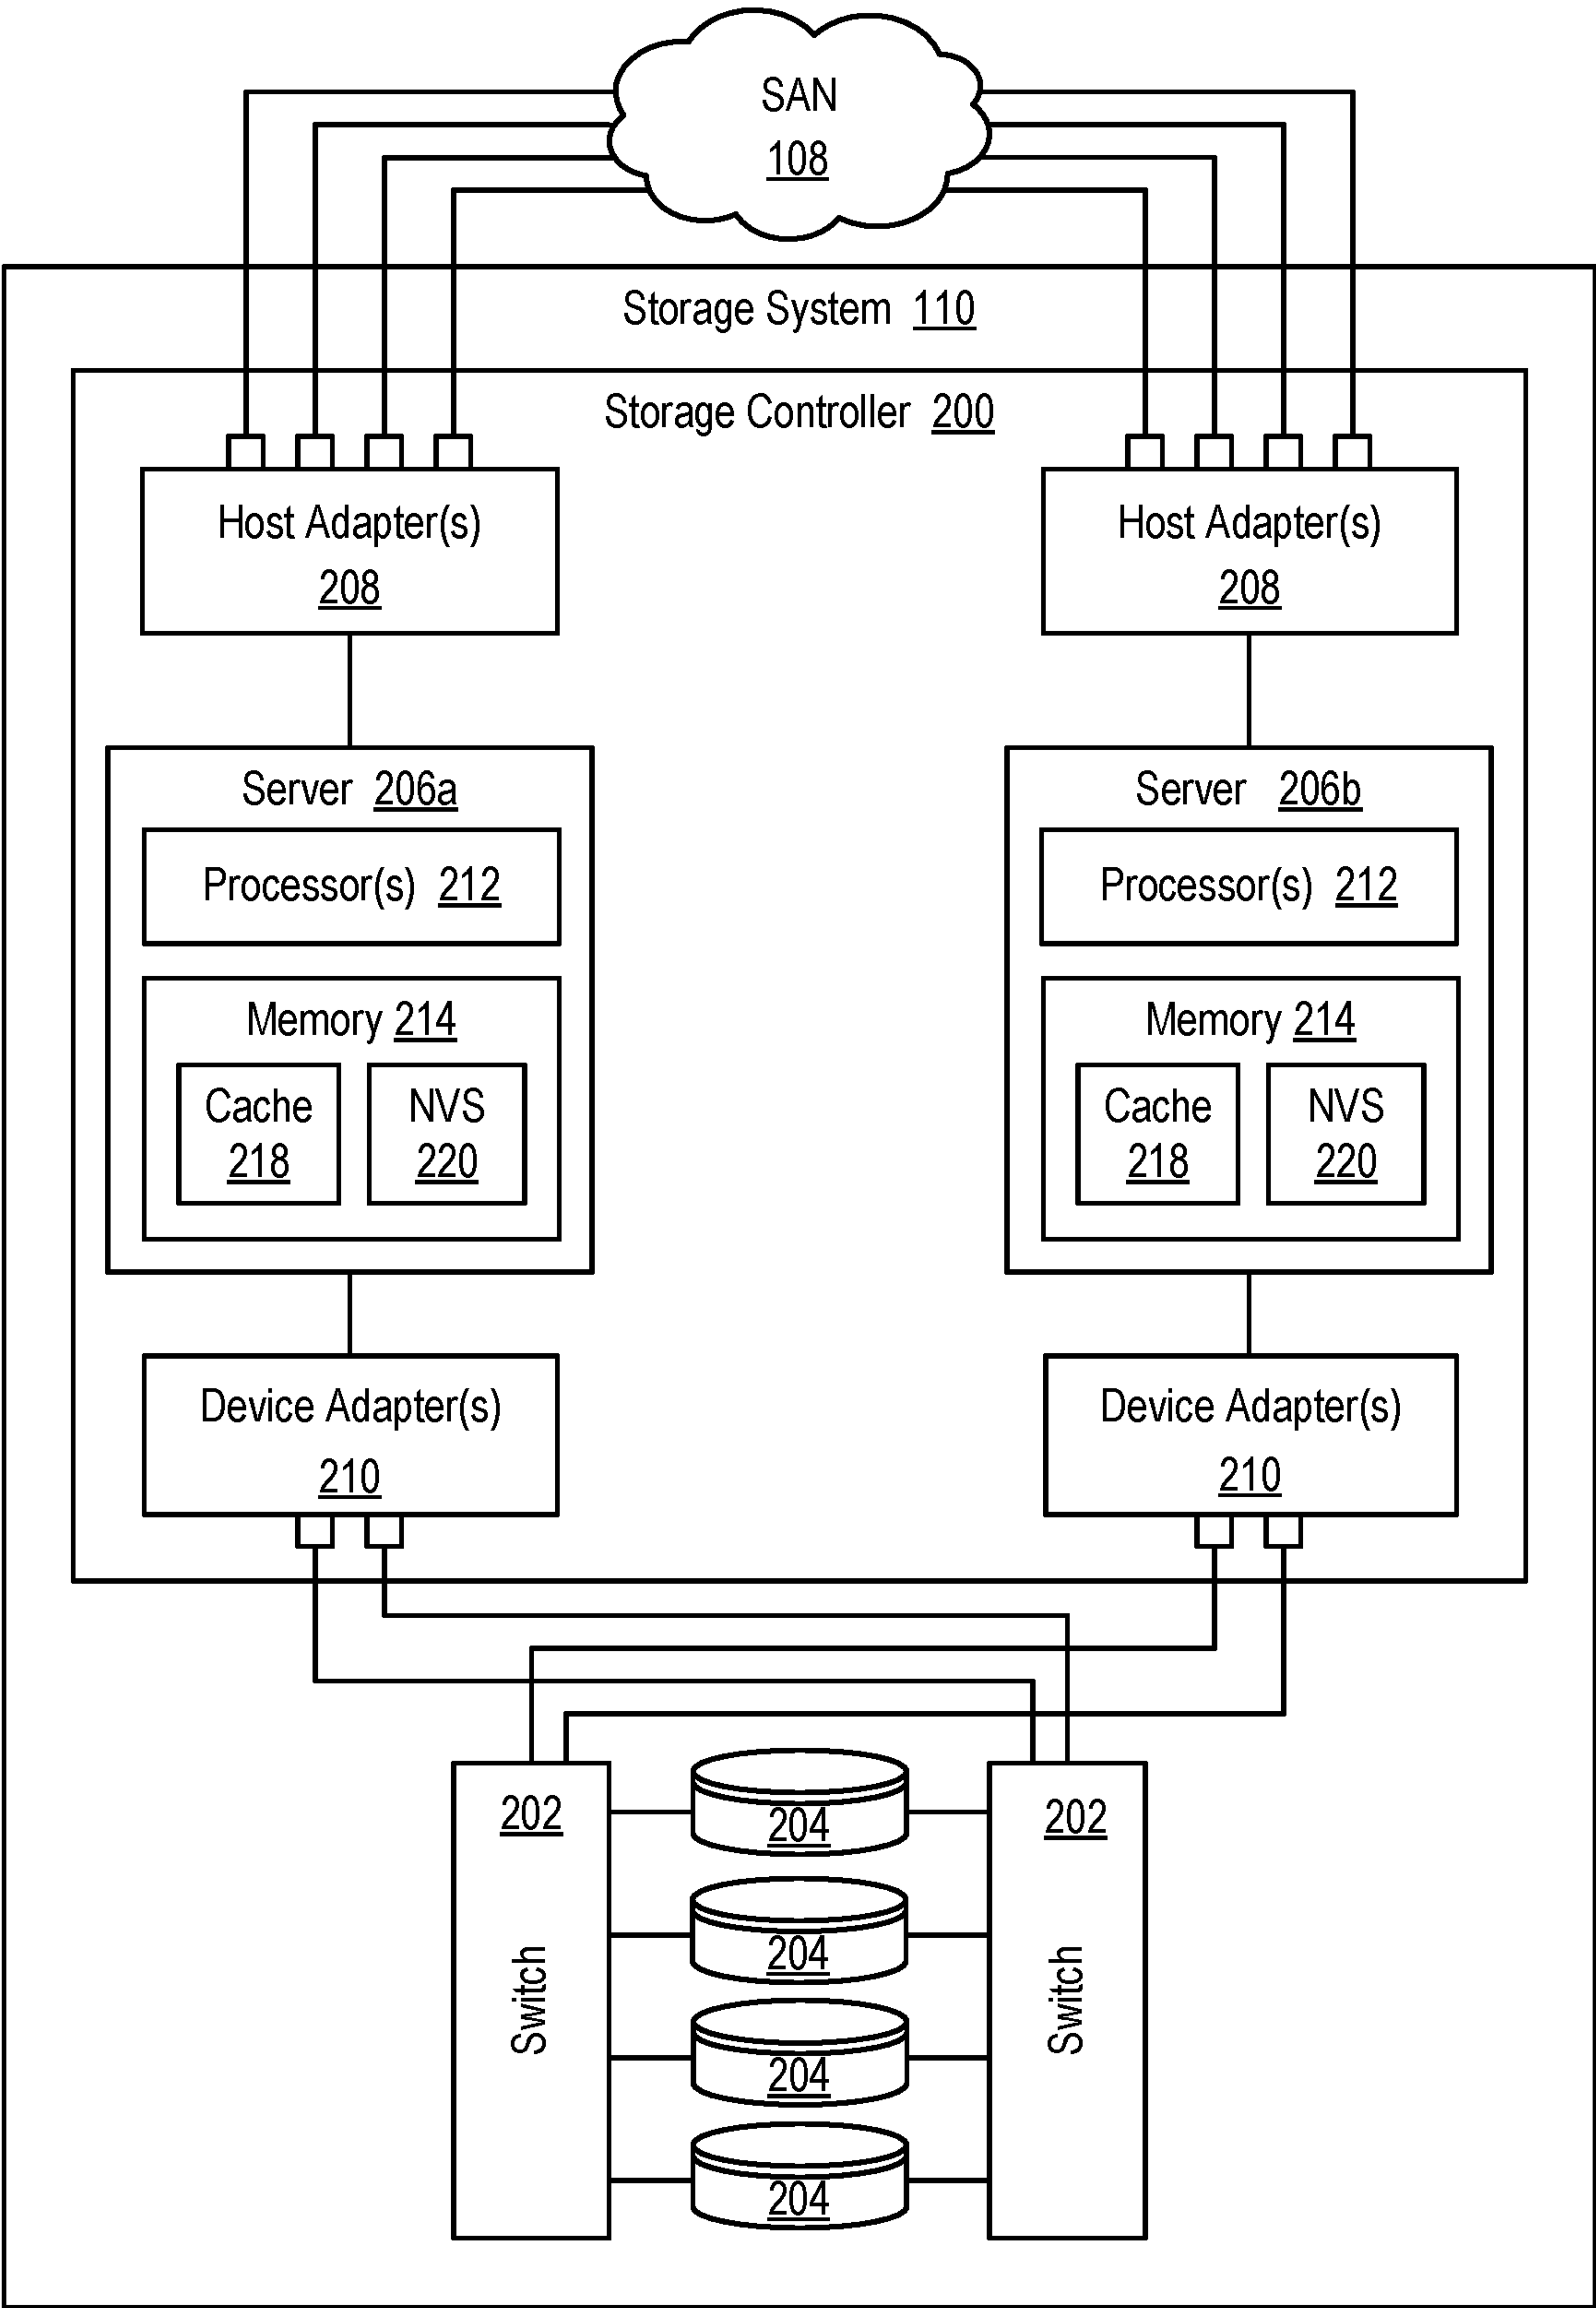 SAN
108
Storage System 110
Storage Controller 200
Host Adapter(s)
208
Host Adapter(s)
208
Server 206a
Processor(s) 212
Memory 214
Cache
218
NVS
220
Server 206b
Processor(s) 212
Memory 214
Cache
218
NVS
220
Device Adapter(s)
210
Device Adapter(s)
210
202
Switch
204
204
204
204
202
Switch